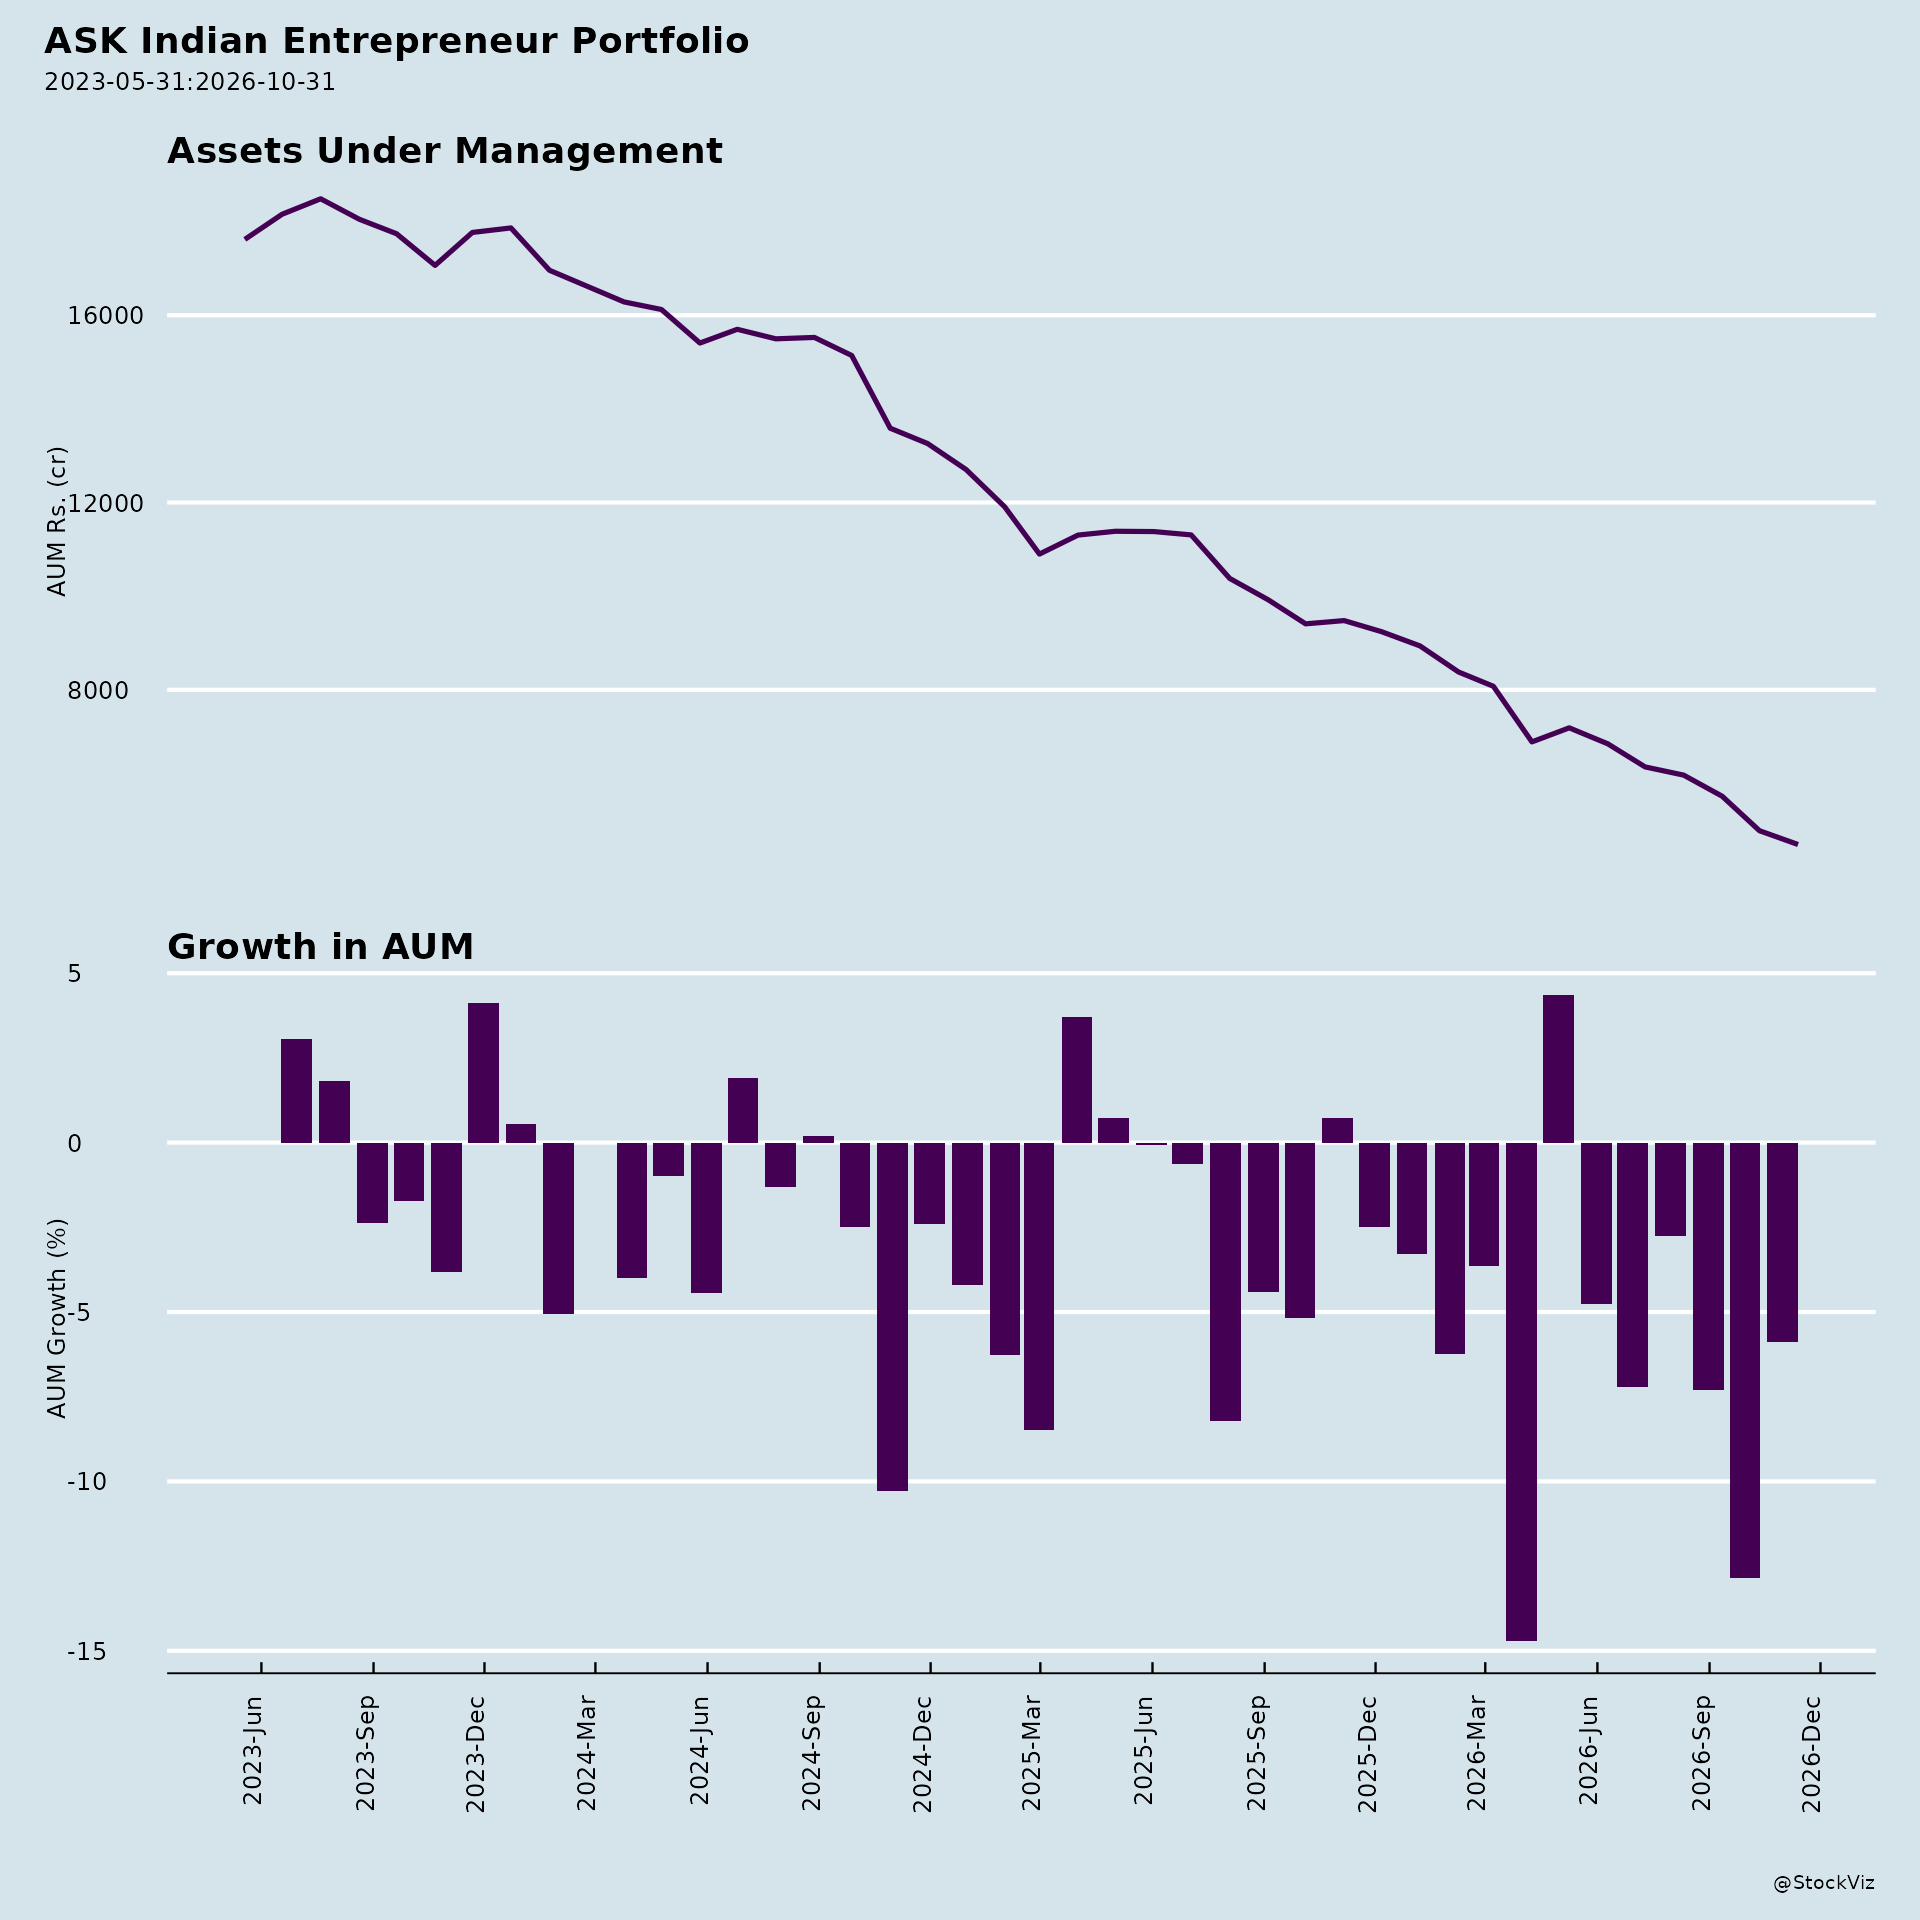 ASK Indian Entrepreneur Portfolio
2023-05-31:2026-10-31
Assets Under Management
AUM Rs. (cr)
16000
12000
8000
Growth in AUM
AUM Growth (%)
5
0
-5
-10
-15
2023-Jun
2023-Sep
2023-Dec
2024-Mar
2024-Jun
2024-Sep
2024-Dec
2025-Mar
2025-Jun
2025-Sep
2025-Dec
2026-Mar
2026-Jun
2026-Sep
2026-Dec
@StockViz